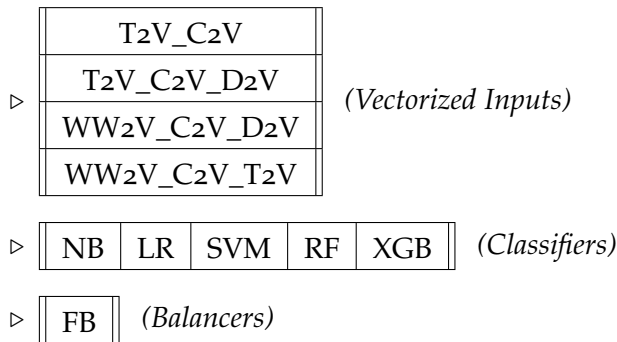 T2V_C2V
T2V_C2V_D2V
▷ (Vectorized Inputs)
WW2V_C2V_D2V
WW2V_C2V_T2V
▷ NB LR SVM RF XGB (Classifiers)
▷ FB (Balancers)